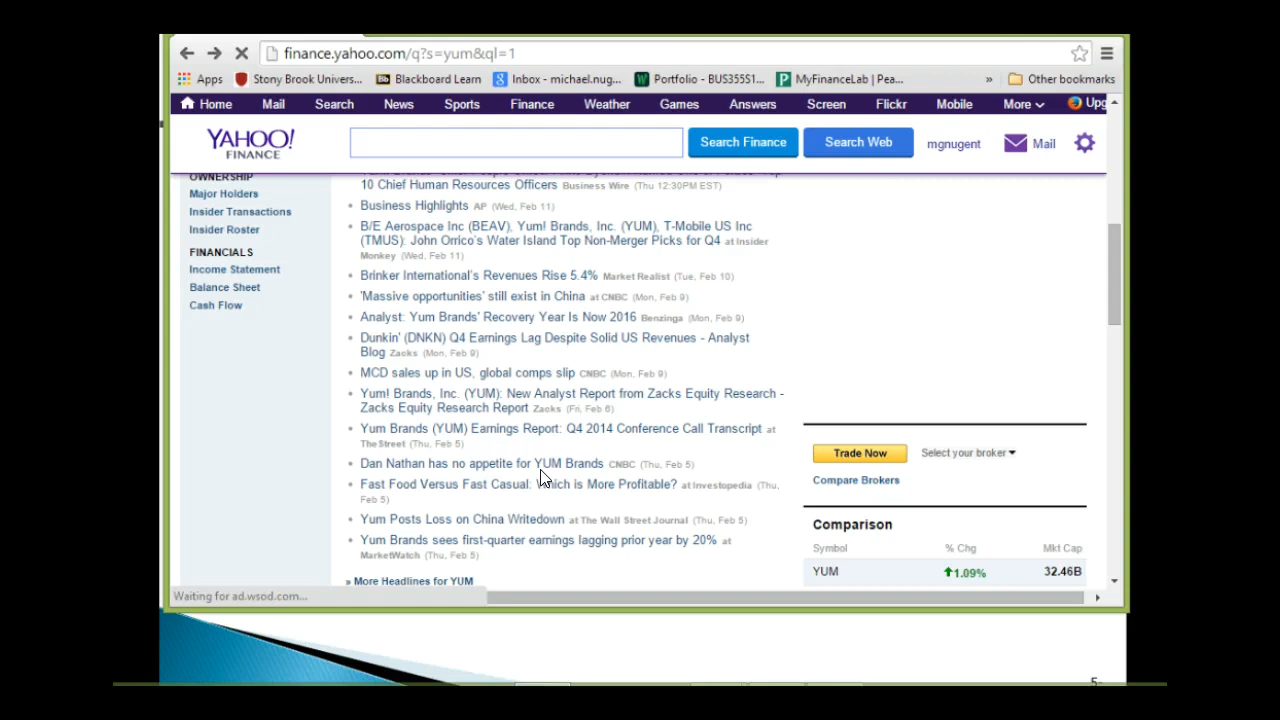 finance.yahoo.com/q?s=yum&ql=1
Apps Stony Brook Univers... Blackboard Learn Inbox - michael.nug... Portfolio - BUS355S1... MyFinanceLab | Pea... » Other bookmarks
Home Mail Search News Sports Finance Weather Games Answers Screen Flickr Mobile More Upg
YAHOO!
FINANCE
Search Finance Search Web mgnugent Mail
OWNERSHIP
Major Holders
Insider Transactions
Insider Roster
FINANCIALS
Income Statement
Balance Sheet
Cash Flow
10 Chief Human Resources Officers Business Wire (Thu 12:30PM EST)
Business Highlights AP (Wed, Feb 11)
B/E Aerospace Inc (BEAV), Yum! Brands, Inc. (YUM), T-Mobile US Inc
(TMUS): John Orrico's Water Island Top Non-Merger Picks for Q4 at Insider
Monkey (Wed, Feb 11)
Brinker International's Revenues Rise 5.4% Market Realist (Tue, Feb 10)
'Massive opportunities' still exist in China at CNBC (Mon, Feb 9)
Analyst: Yum Brands' Recovery Year Is Now 2016 Benzinga (Mon, Feb 9)
Dunkin' (DNKN) Q4 Earnings Lag Despite Solid US Revenues - Analyst
Blog Zacks (Mon, Feb 9)
MCD sales up in US, global comps slip CNBC (Mon, Feb 9)
Yum! Brands, Inc. (YUM): New Analyst Report from Zacks Equity Research -
Zacks Equity Research Report Zacks (Fri, Feb 6)
Yum Brands (YUM) Earnings Report: Q4 2014 Conference Call Transcript at
TheStreet (Thu, Feb 5)
Dan Nathan has no appetite for YUM Brands CNBC (Thu, Feb 5)
Fast Food Versus Fast Casual: Which is More Profitable? at Investopedia (Thu,
Feb 5)
Yum Posts Loss on China Writedown at The Wall Street Journal (Thu, Feb 5)
Yum Brands sees first-quarter earnings lagging prior year by 20% at
MarketWatch (Thu, Feb 5)
» More Headlines for YUM
Trade Now Select your broker
Compare Brokers
Comparison
Symbol % Chg Mkt Cap
YUM 1.09% 32.46B
Waiting for ad.wsod.com...
5-